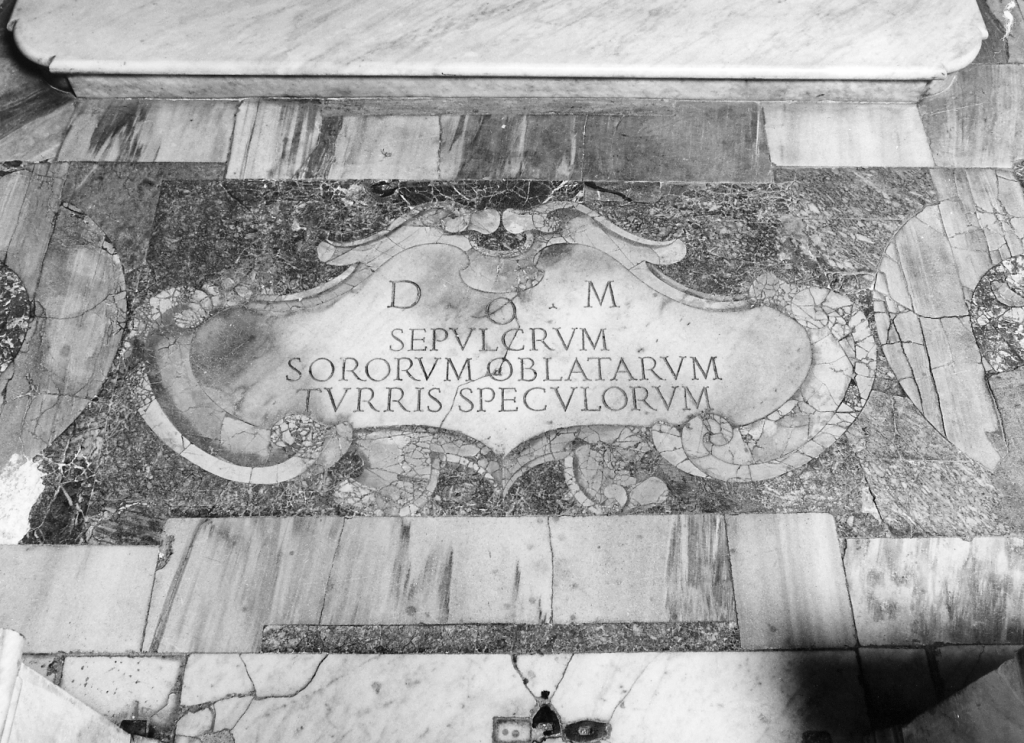 D O M
SEPVLCRVM
SORORVM OBLATARVM
TVRRIS SPECVLORVM